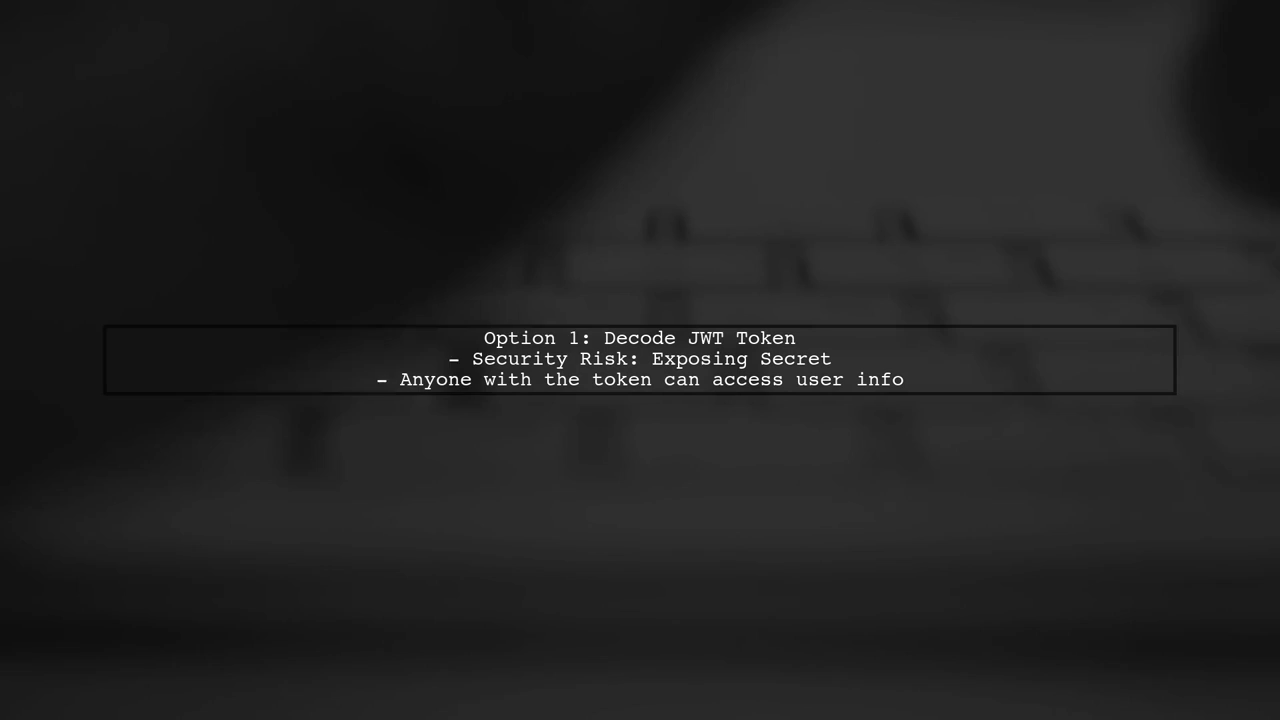 Option 1: Decode JWT Token
– Security Risk: Exposing Secret
– Anyone with the token can access user info